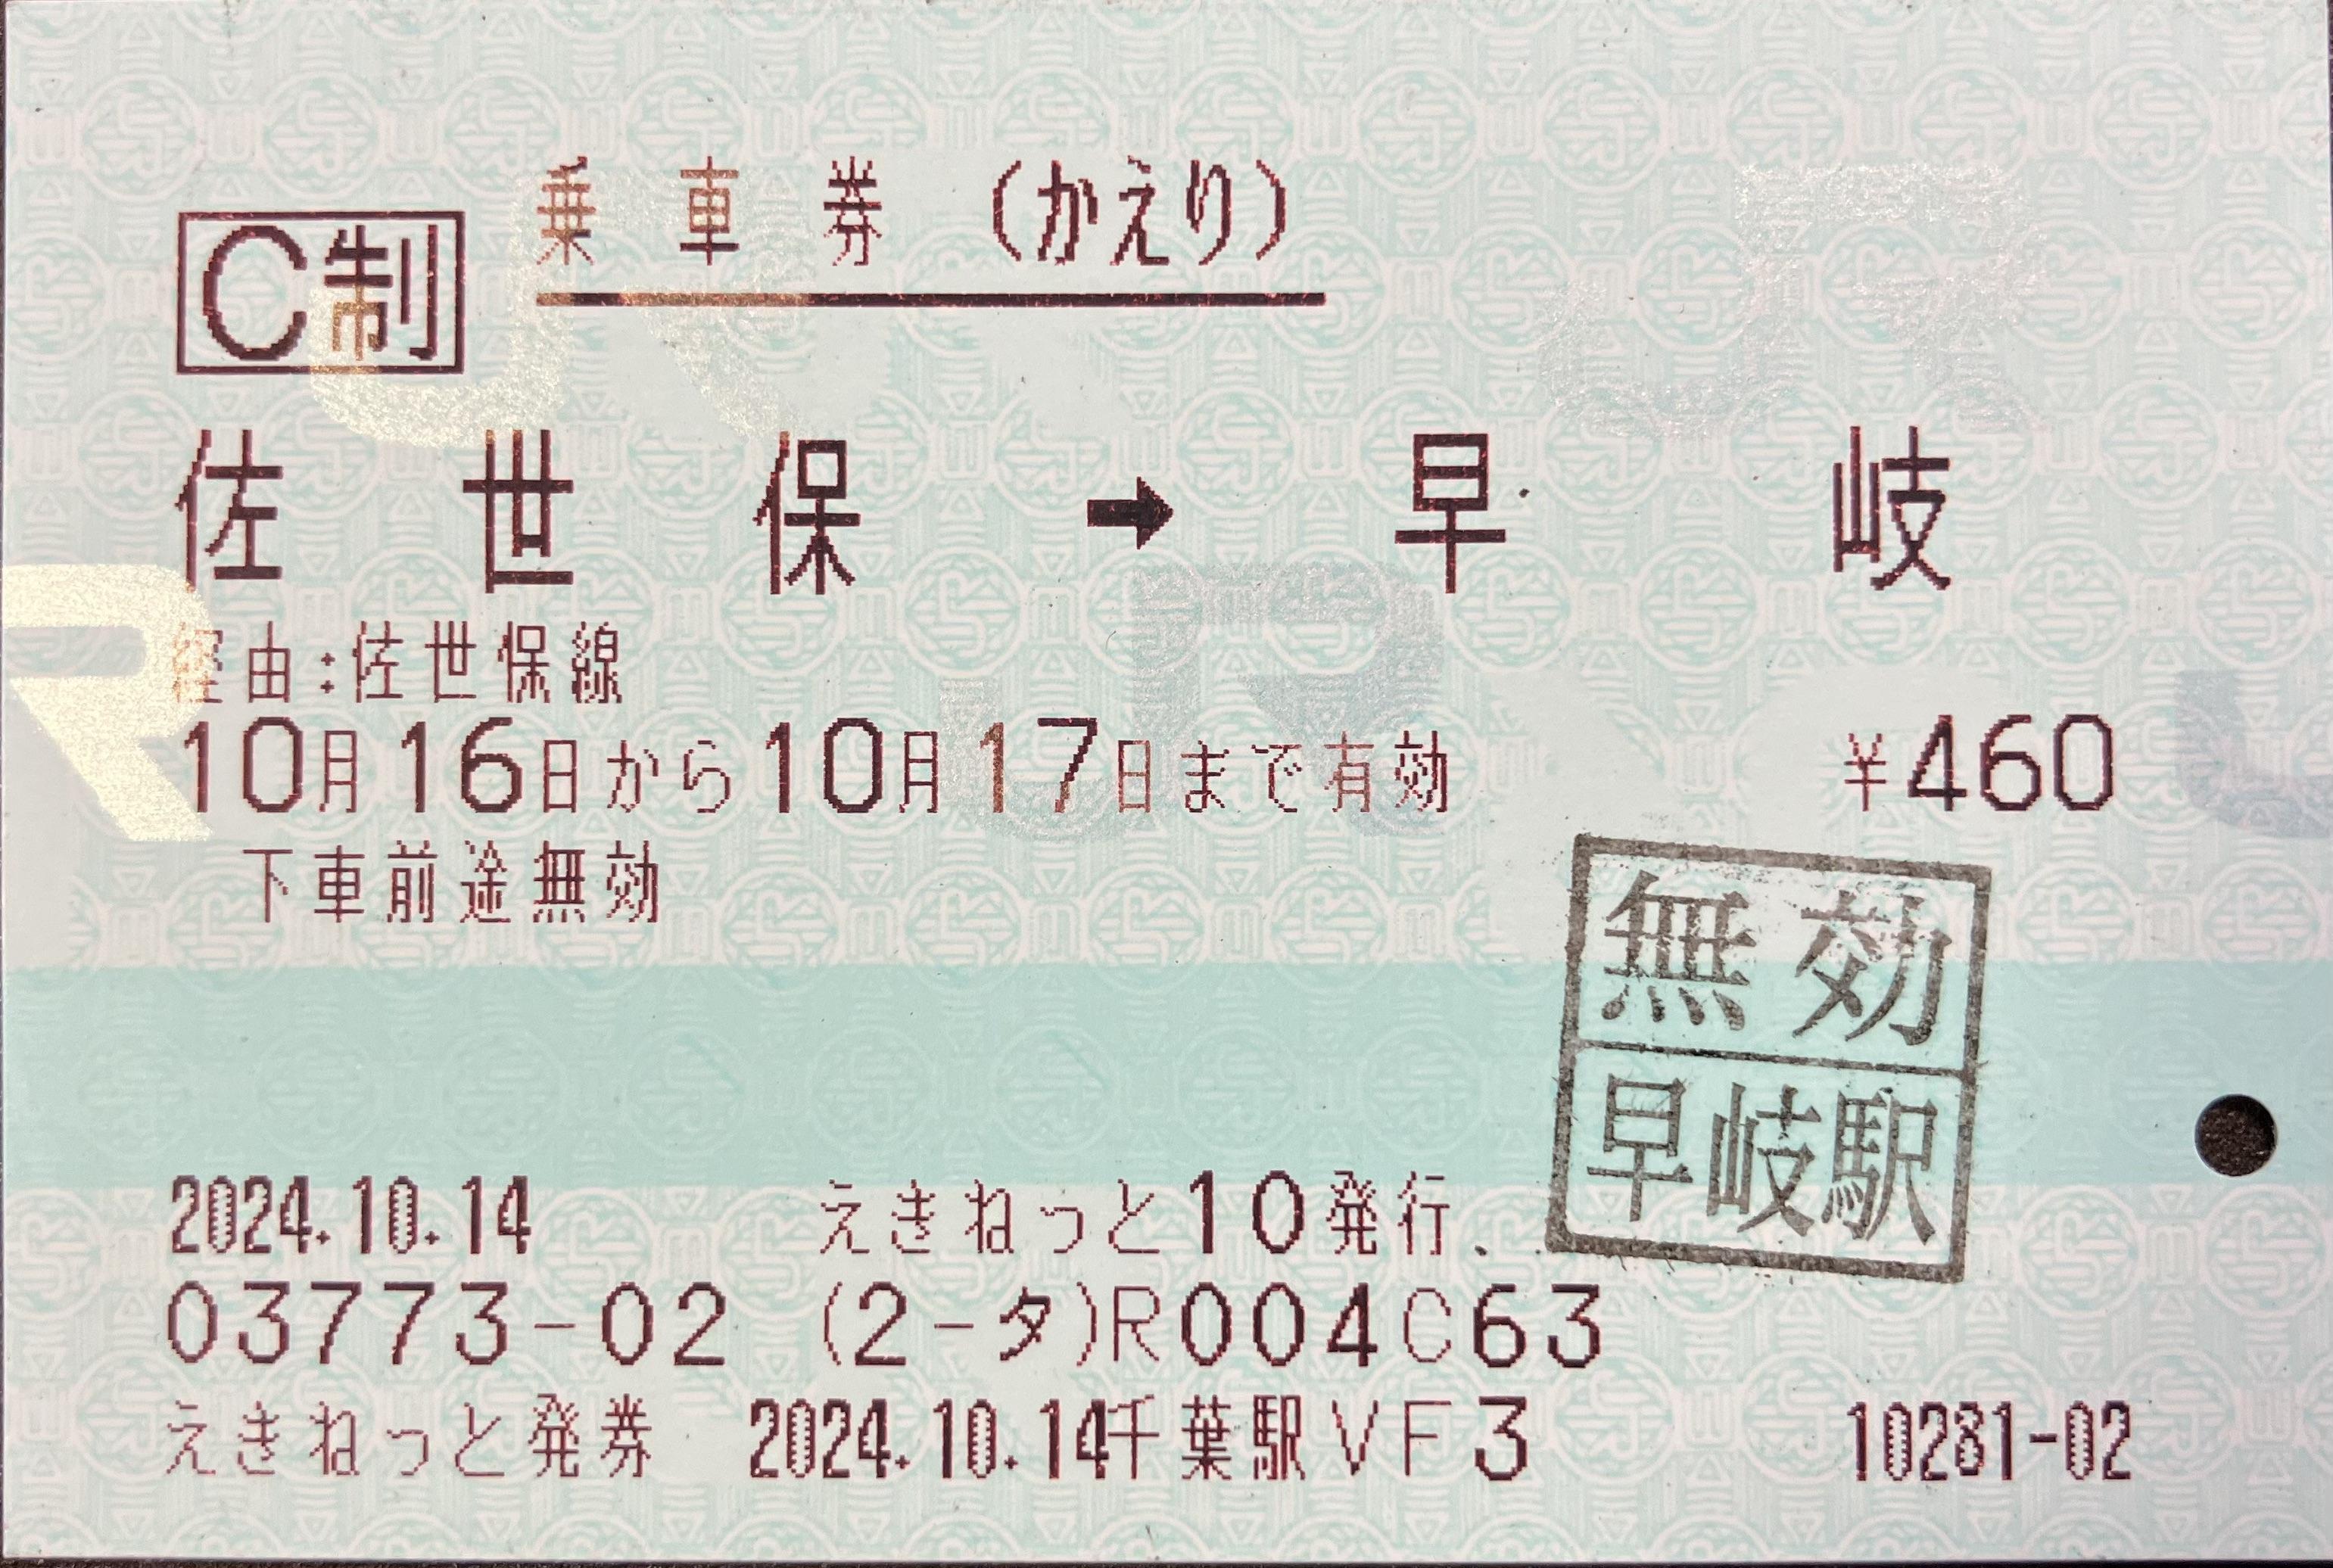 乗車券(かえり)
C制
佐世保→早岐
経由:佐世保線
10月16日から10月17日まで有効 ¥460
下車前途無効
無効
早岐駅
2024.10.14 えきねっと10発行
03773-02 (2-タ)R004C63
えきねっと発券 2024.10.14千葉駅VF3 10281-02